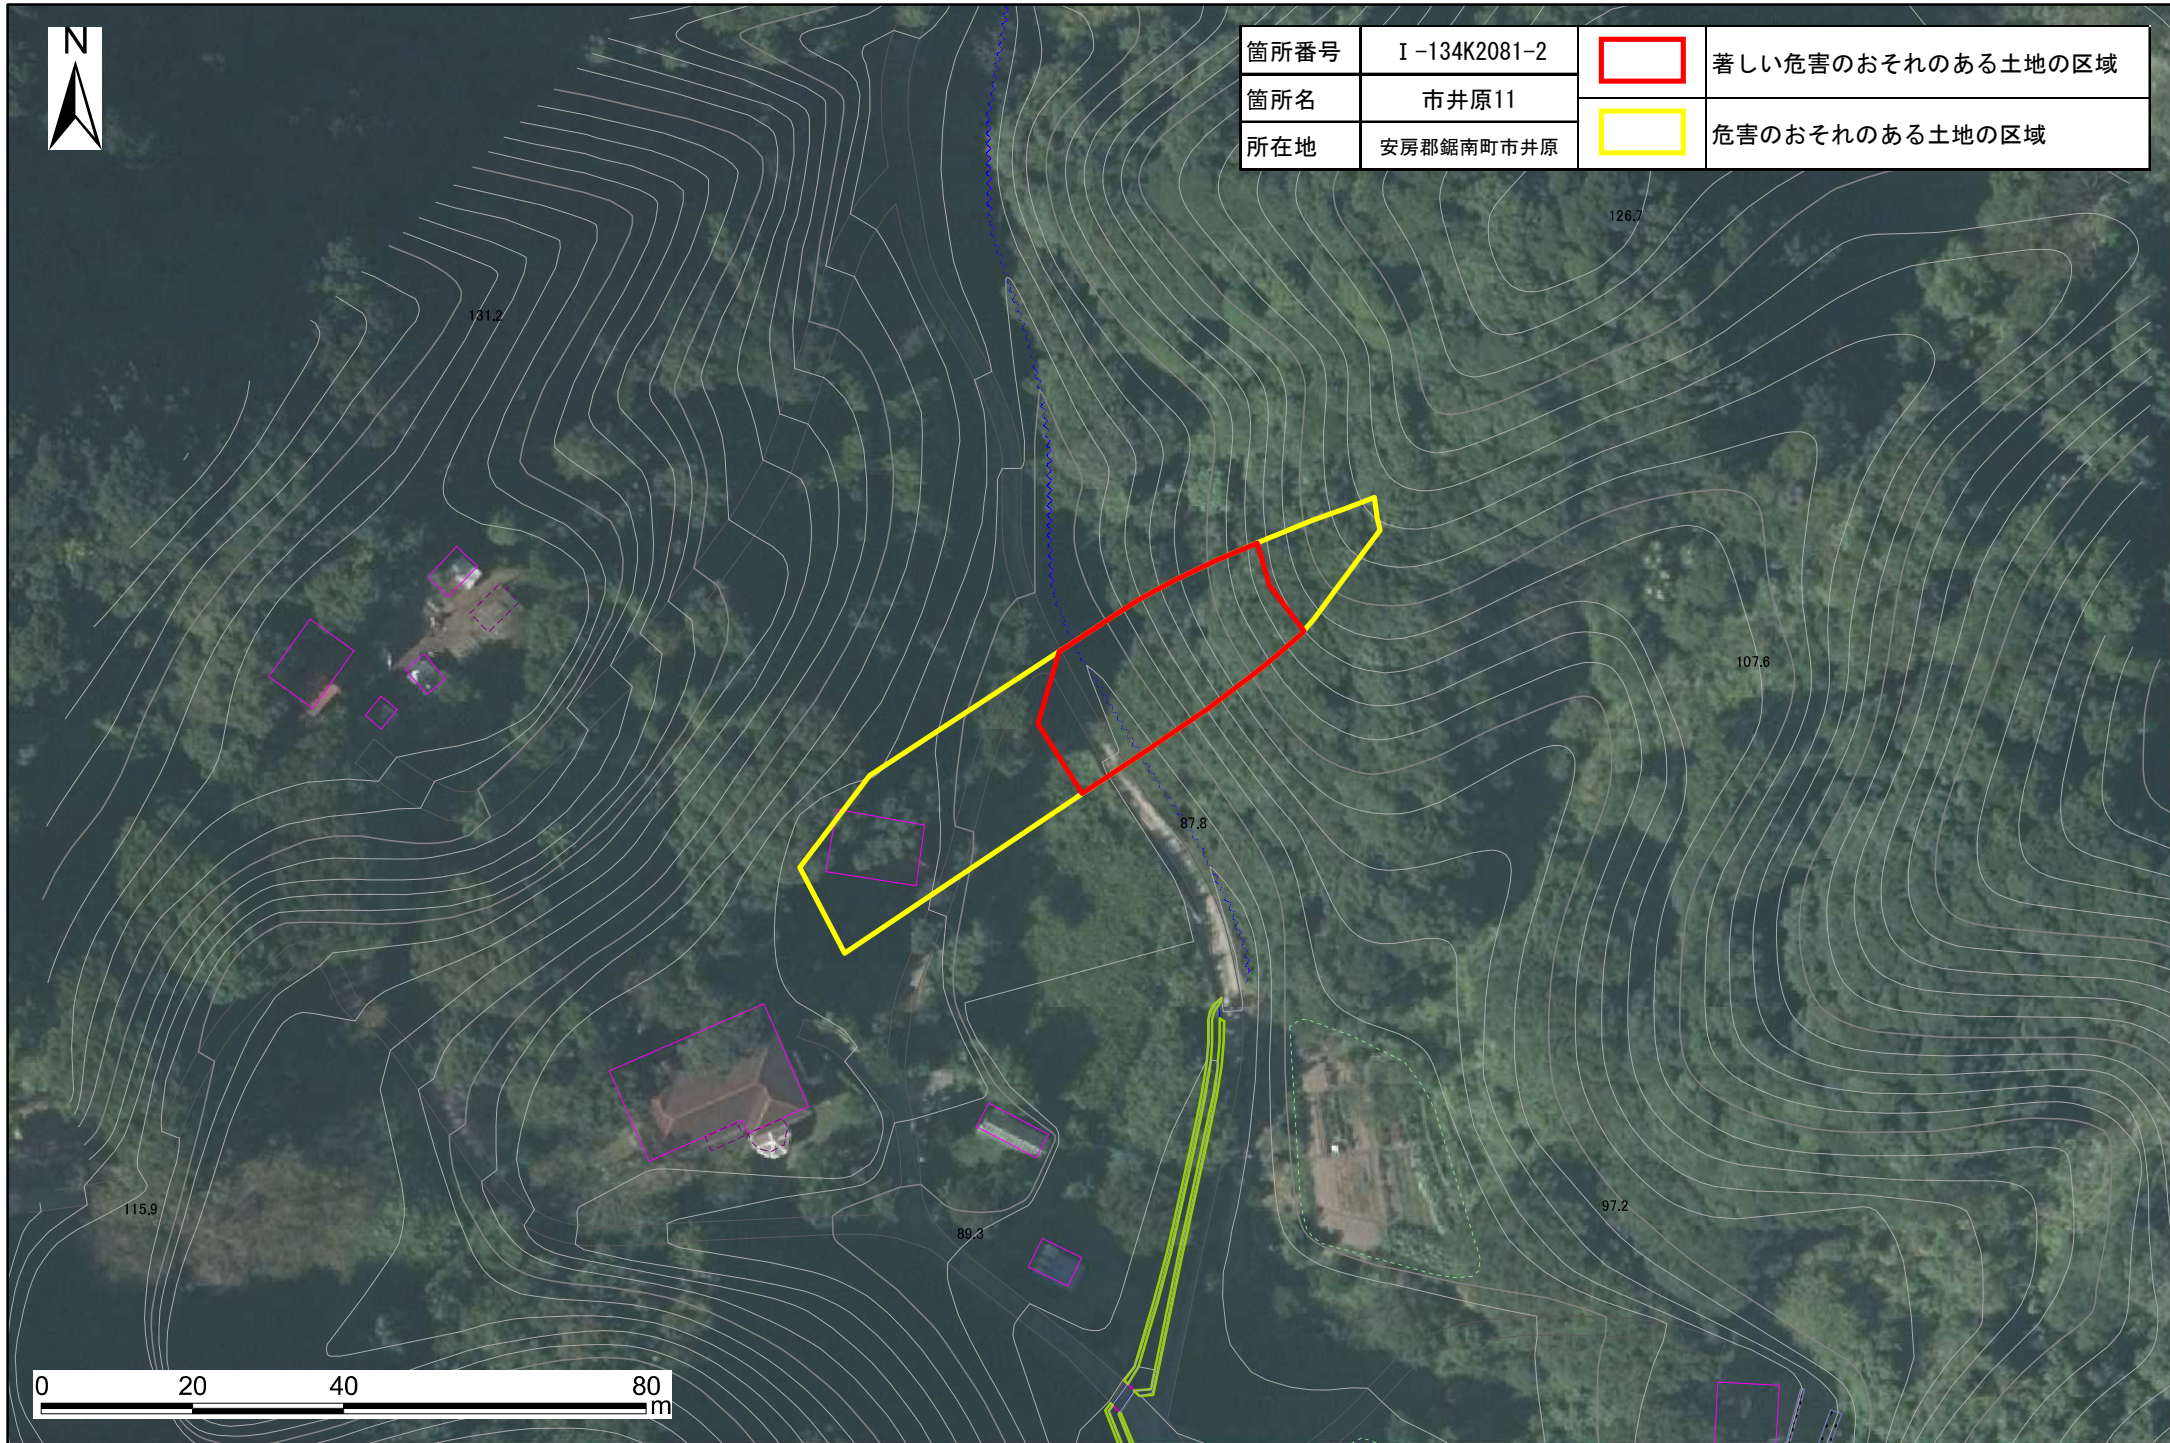 N
箇所番号 Ⅰ-134K2081-2
箇所名 市井原11
所在地 安房郡鋸南町市井原
著しい危害のおそれのある土地の区域
危害のおそれのある土地の区域
126.7
131.2
107.6
87.8
115.9
97.2
89.3
0 20 40 80
m